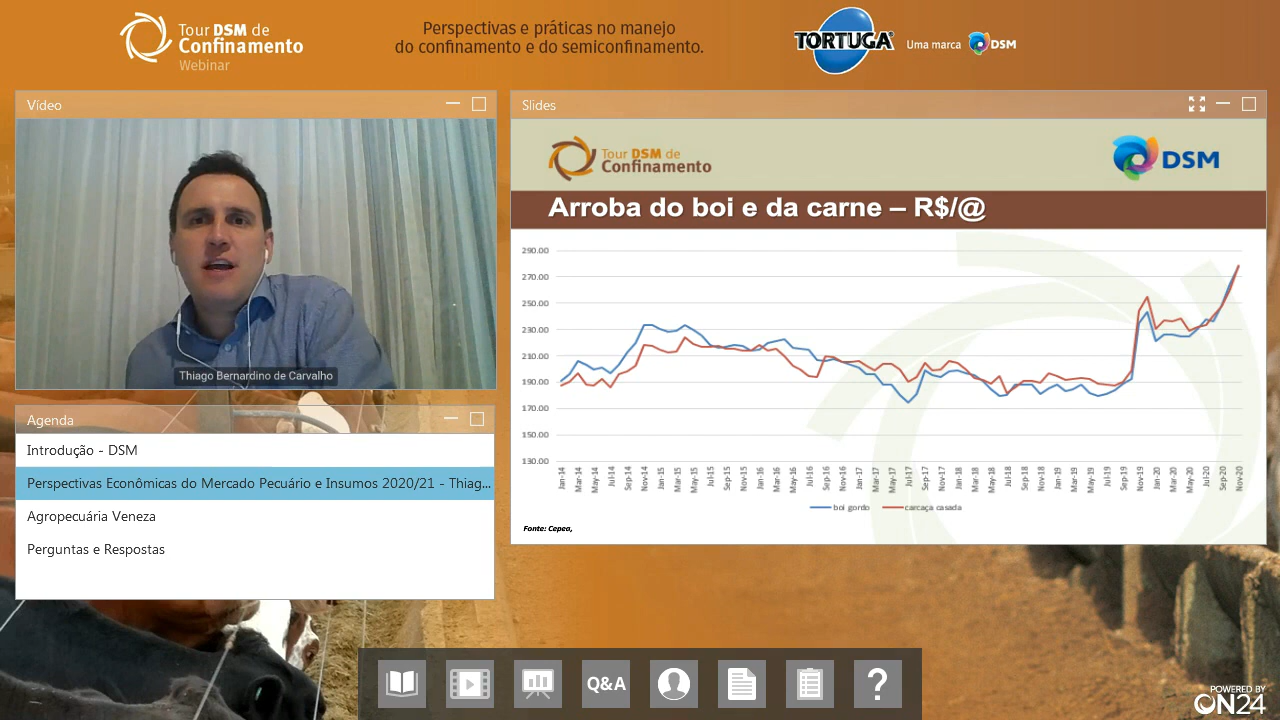 Tour DSM de
Confinamento
Webinar
Perspectivas e práticas no manejo
do confinamento e do semiconfinamento.
TORTUGA
Uma marca DSM
Vídeo
Thiago Bernardino de Carvalho
Agenda
Introdução - DSM
Perspectivas Econômicas do Mercado Pecuário e Insumos 2020/21 - Thiag...
Agropecuária Veneza
Perguntas e Respostas
Slides
Tour DSM de
Confinamento
DSM
Arroba do boi e da carne – R$/@
290.00
270.00
250.00
230.00
210.00
190.00
170.00
150.00
130.00
Jan-14 Mar-14 May-14 Jul-14 Sep-14 Nov-14 Jan-15 Mar-15 May-15 Jul-15 Sep-15 Nov-15 Jan-16 Mar-16 May-16 Jul-16 Sep-16 Nov-16 Jan-17 Mar-17 May-17 Jul-17 Sep-17 Nov-17 Jan-18 Mar-18 May-18 Jul-18 Sep-18 Nov-18 Jan-19 Mar-19 May-19 Jul-19 Sep-19 Nov-19 Jan-20 Mar-20 May-20 Jul-20 Sep-20 Nov-20
boi gordo carcaça casada
Fonte: Cepea,
Q&A
?
POWERED BY
ON24